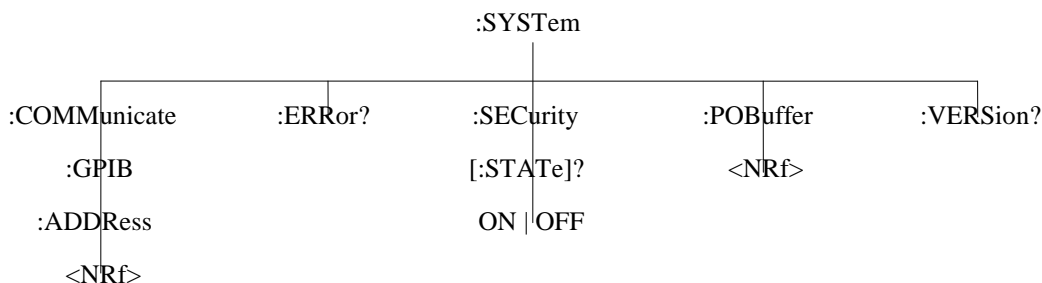 :SYSTem
:COMMunicate :ERRor? :SECurity :POBuffer :VERSion?
:GPIB [:STATe]? <NRf>
:ADDRess ON | OFF
<NRf>